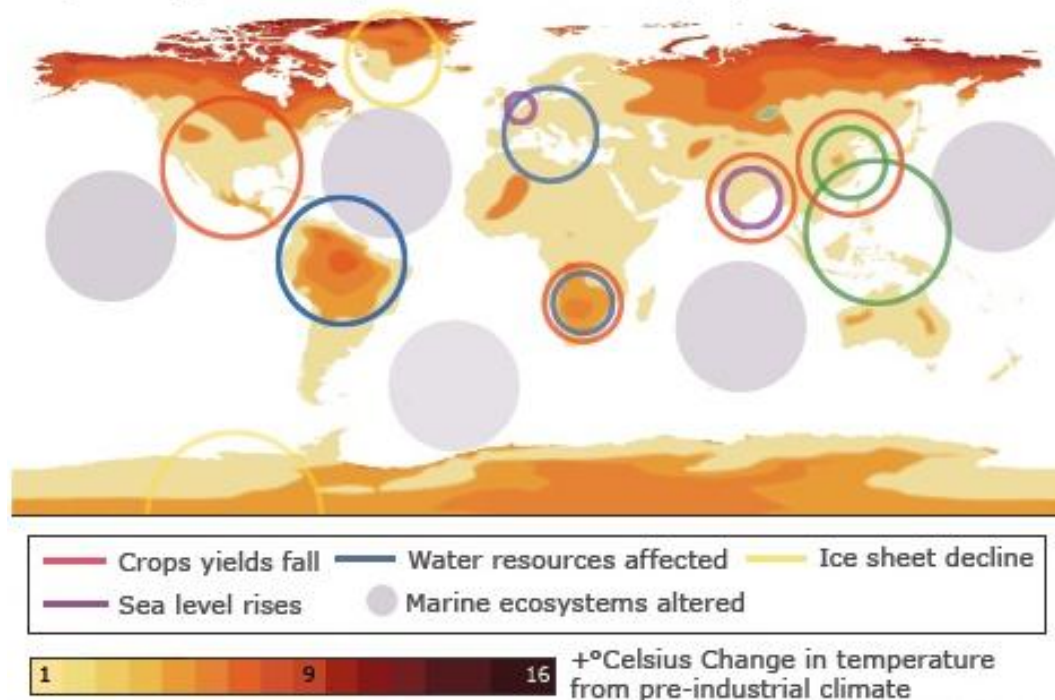 Crops yields fall Water resources affected Ice sheet decline
Sea level rises Marine ecosystems altered
1 9 16 +°Celsius Change in temperature
from pre-industrial climate